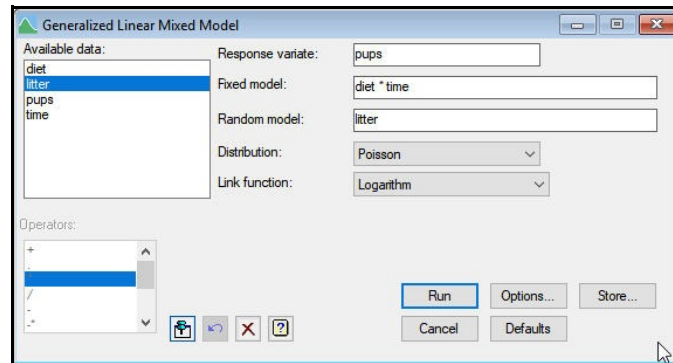 Generalized Linear Mixed Model
Available data:
diet
litter
pups
time
Response variate:
pups
Fixed model:
diet * time
Random model:
litter
Distribution:
Poisson
Link function:
Logarithm
Operators:
+
.
*
/
-
-*
Run
Options...
Store...
Cancel
Defaults